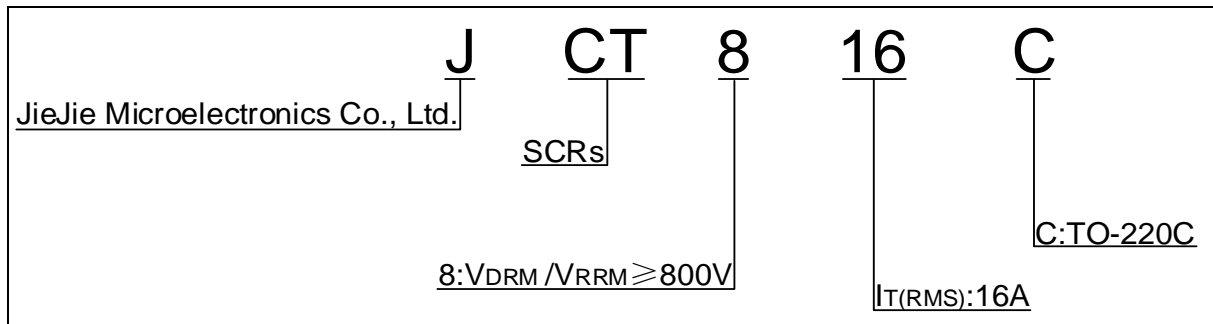 J CT 8 16 C
JieJie Microelectronics Co., Ltd.
SCRs
C:TO-220C
8:VDRM /VRRM≥800V
IT(RMS):16A